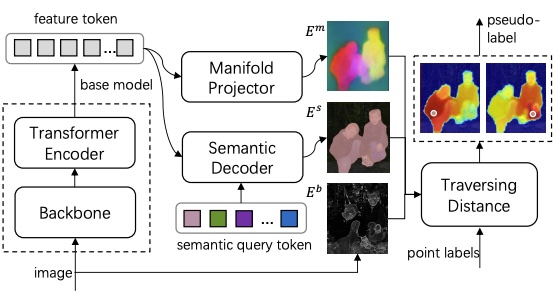 feature token
base model
Transformer
Encoder
Backbone
image
Manifold
Projector
Semantic
Decoder
semantic query token
E^m
E^s
E^b
pseudo-
label
Traversing
Distance
point labels